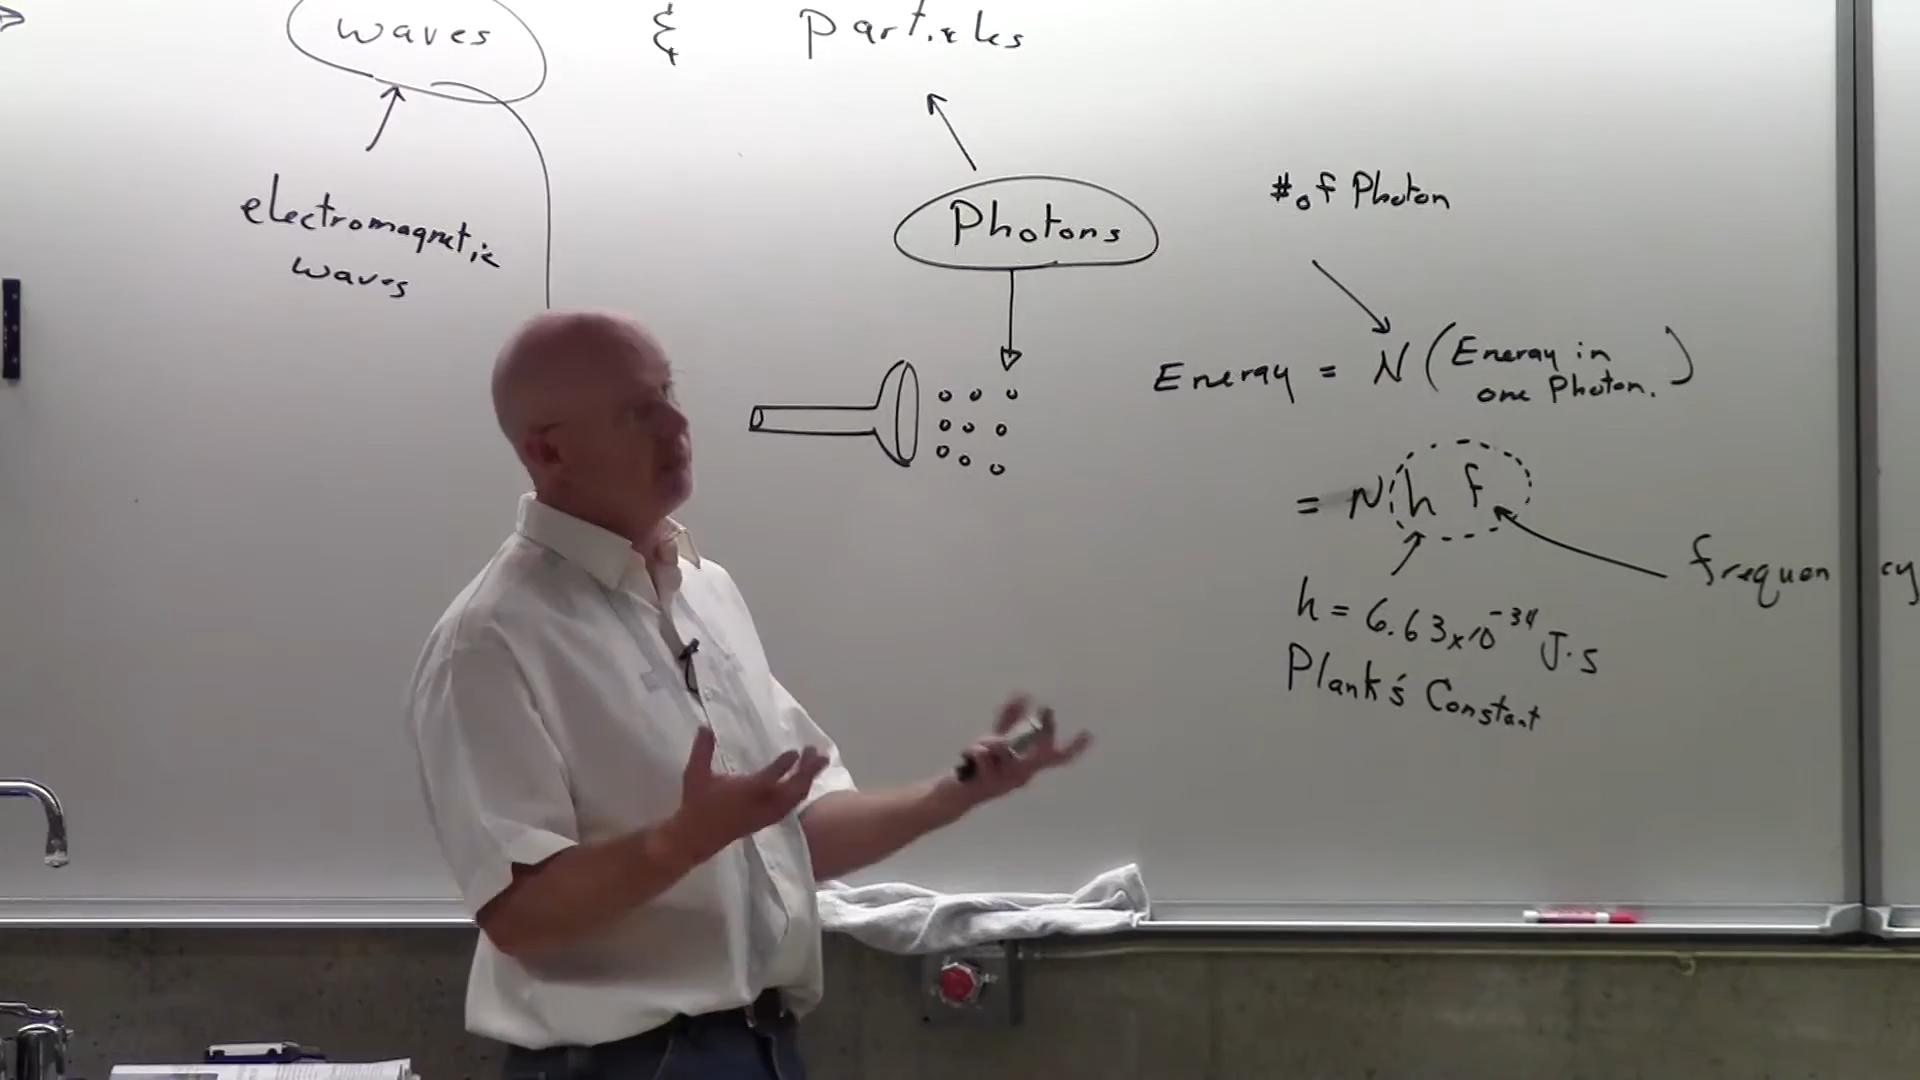 waves & Particles
electromagnetic
waves
Photons
# of Photon
Energy = N (Energy in
one Photon.)
= N h f
frequency
h = 6.63x10^-34 J·s
Plank's Constant